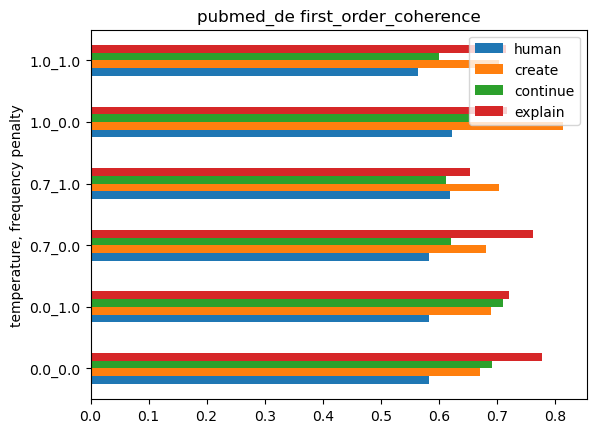 pubmed_de first_order_coherence
human
create
continue
explain
temperature, frequency penalty
1.0_1.0
1.0_0.0
0.7_1.0
0.7_0.0
0.0_1.0
0.0_0.0
0.0 0.1 0.2 0.3 0.4 0.5 0.6 0.7 0.8